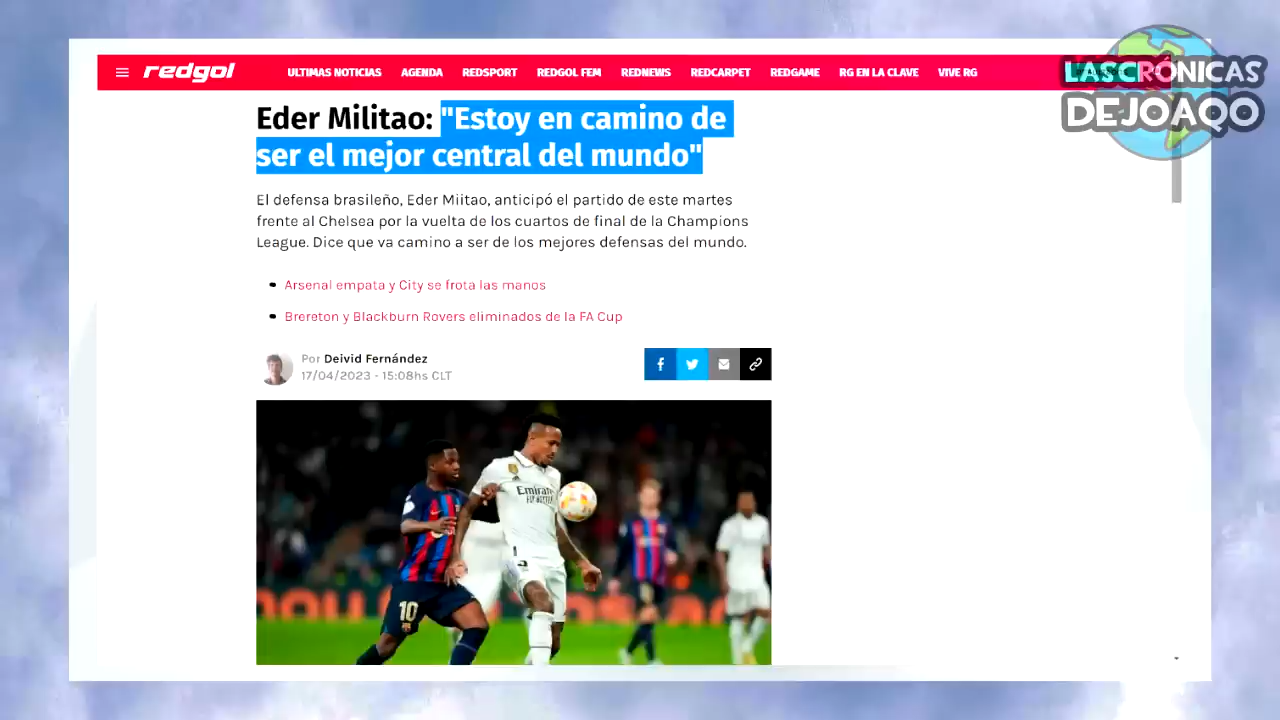 redgol ULTIMAS NOTICIAS AGENDA REDSPORT REDGOL FEM REDNEWS REDCARPET REDGAME RG EN LA CLAVE VIVE RG
LASCRÓNICAS
DEJOAQO
Eder Militao: "Estoy en camino de
ser el mejor central del mundo"
El defensa brasileño, Eder Miitao, anticipó el partido de este martes
frente al Chelsea por la vuelta de los cuartos de final de la Champions
League. Dice que va camino a ser de los mejores defensas del mundo.
Arsenal empata y City se frota las manos
Brereton y Blackburn Rovers eliminados de la FA Cup
Por Deivid Fernández
17/04/2023 - 15:08hs CLT
Emirates
10